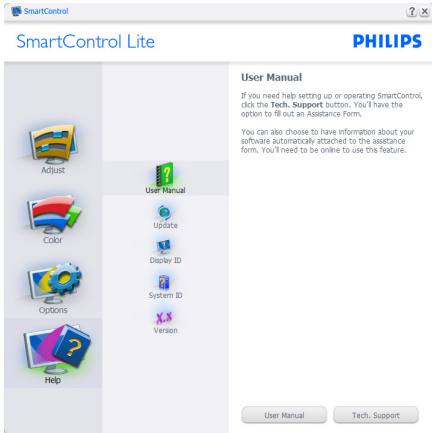 SmartControl
SmartControl Lite
PHILIPS
Adjust
Color
Options
Help
User Manual
Update
Display ID
System ID
X.X
Version
User Manual
If you need help setting up or operating SmartControl,
click the Tech. Support button. You'll have the
option to fill out an Assistance Form.
You can also choose to have information about your
software automatically attached to the assistance
form. You'll need to be online to use this feature.
User Manual
Tech. Support